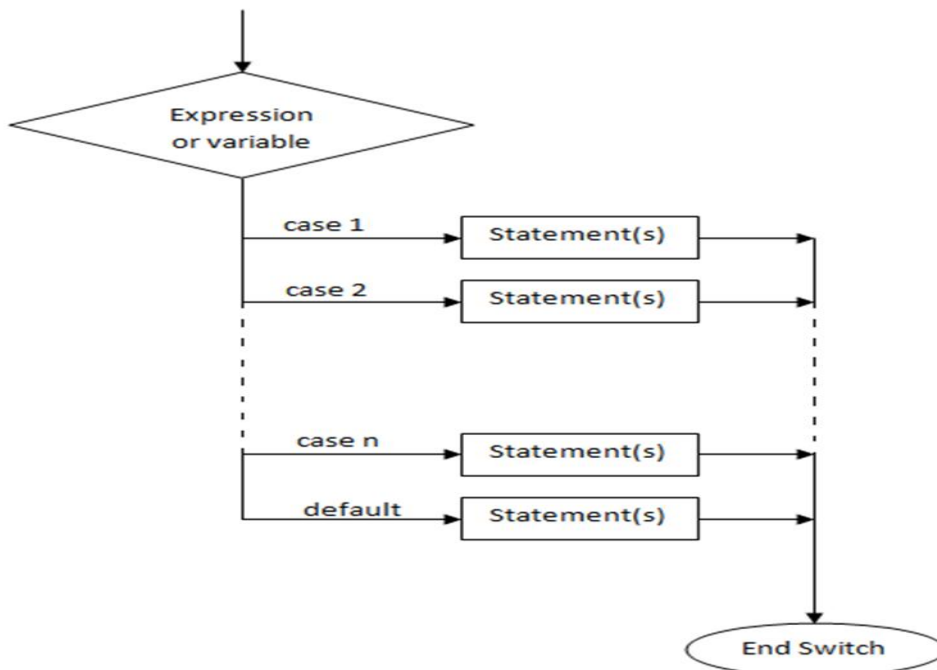 Expression
or variable
case 1
Statement(s)
case 2
Statement(s)
case n
Statement(s)
default
Statement(s)
End Switch